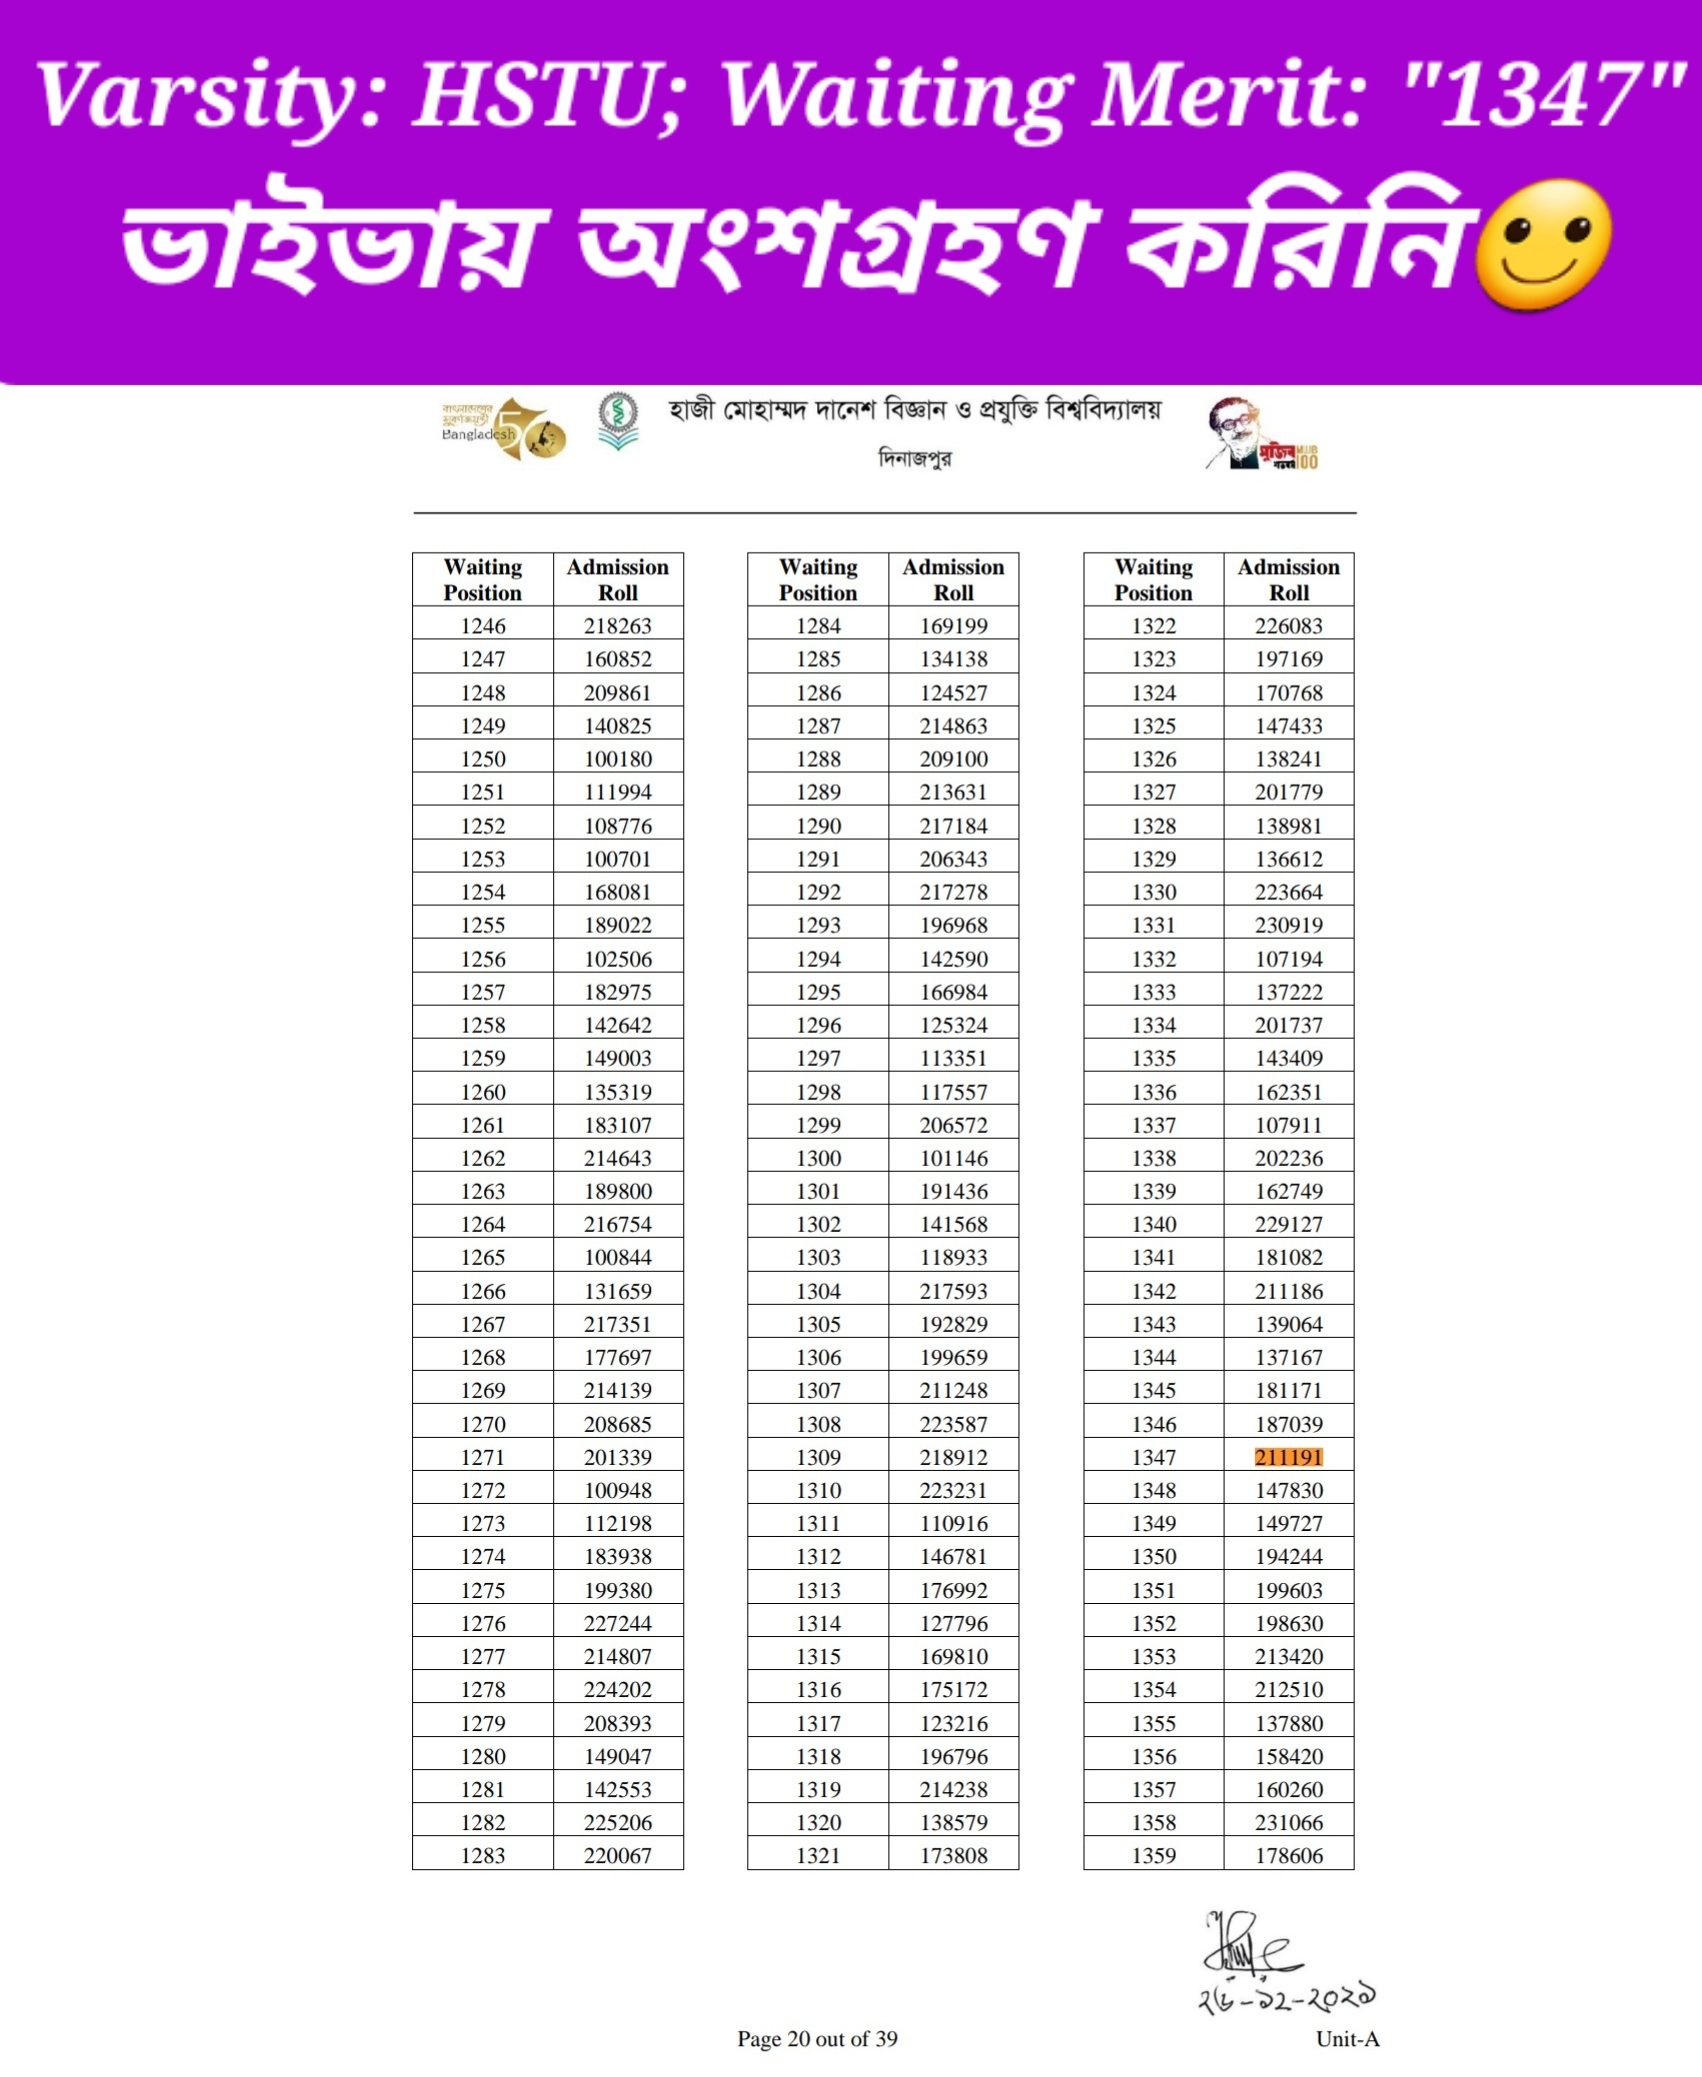 Varsity: HSTU; Waiting Merit: "1347"
ভাইভায় অংশগ্রহণ করিনি
বাংলাদেশের
সুবর্ণজয়ন্তী
Bangladesh 50
হাজী মোহাম্মদ দানেশ বিজ্ঞান ও প্রযুক্তি বিশ্ববিদ্যালয়
দিনাজপুর
মুজিব MUJIB
100
Waiting Position Admission Roll Waiting Position Admission Roll Waiting Position Admission Roll
1246 218263 1284 169199 1322 226083
1247 160852 1285 134138 1323 197169
1248 209861 1286 124527 1324 170768
1249 140825 1287 214863 1325 147433
1250 100180 1288 209100 1326 138241
1251 111994 1289 213631 1327 201779
1252 108776 1290 217184 1328 138981
1253 100701 1291 206343 1329 136612
1254 168081 1292 217278 1330 223664
1255 189022 1293 196968 1331 230919
1256 102506 1294 142590 1332 107194
1257 182975 1295 166984 1333 137222
1258 142642 1296 125324 1334 201737
1259 149003 1297 113351 1335 143409
1260 135319 1298 117557 1336 162351
1261 183107 1299 206572 1337 107911
1262 214643 1300 101146 1338 202236
1263 189800 1301 191436 1339 162749
1264 216754 1302 141568 1340 229127
1265 100844 1303 118933 1341 181082
1266 131659 1304 217593 1342 211186
1267 217351 1305 192829 1343 139064
1268 177697 1306 199659 1344 137167
1269 214139 1307 211248 1345 181171
1270 208685 1308 223587 1346 187039
1271 201339 1309 218912 1347 211191
1272 100948 1310 223231 1348 147830
1273 112198 1311 110916 1349 149727
1274 183938 1312 146781 1350 194244
1275 199380 1313 176992 1351 199603
1276 227244 1314 127796 1352 198630
1277 214807 1315 169810 1353 213420
1278 224202 1316 175172 1354 212510
1279 208393 1317 123216 1355 137880
1280 149047 1318 196796 1356 158420
1281 142553 1319 214238 1357 160260
1282 225206 1320 138579 1358 231066
1283 220067 1321 173808 1359 178606
Page 20 out of 39 Unit-A